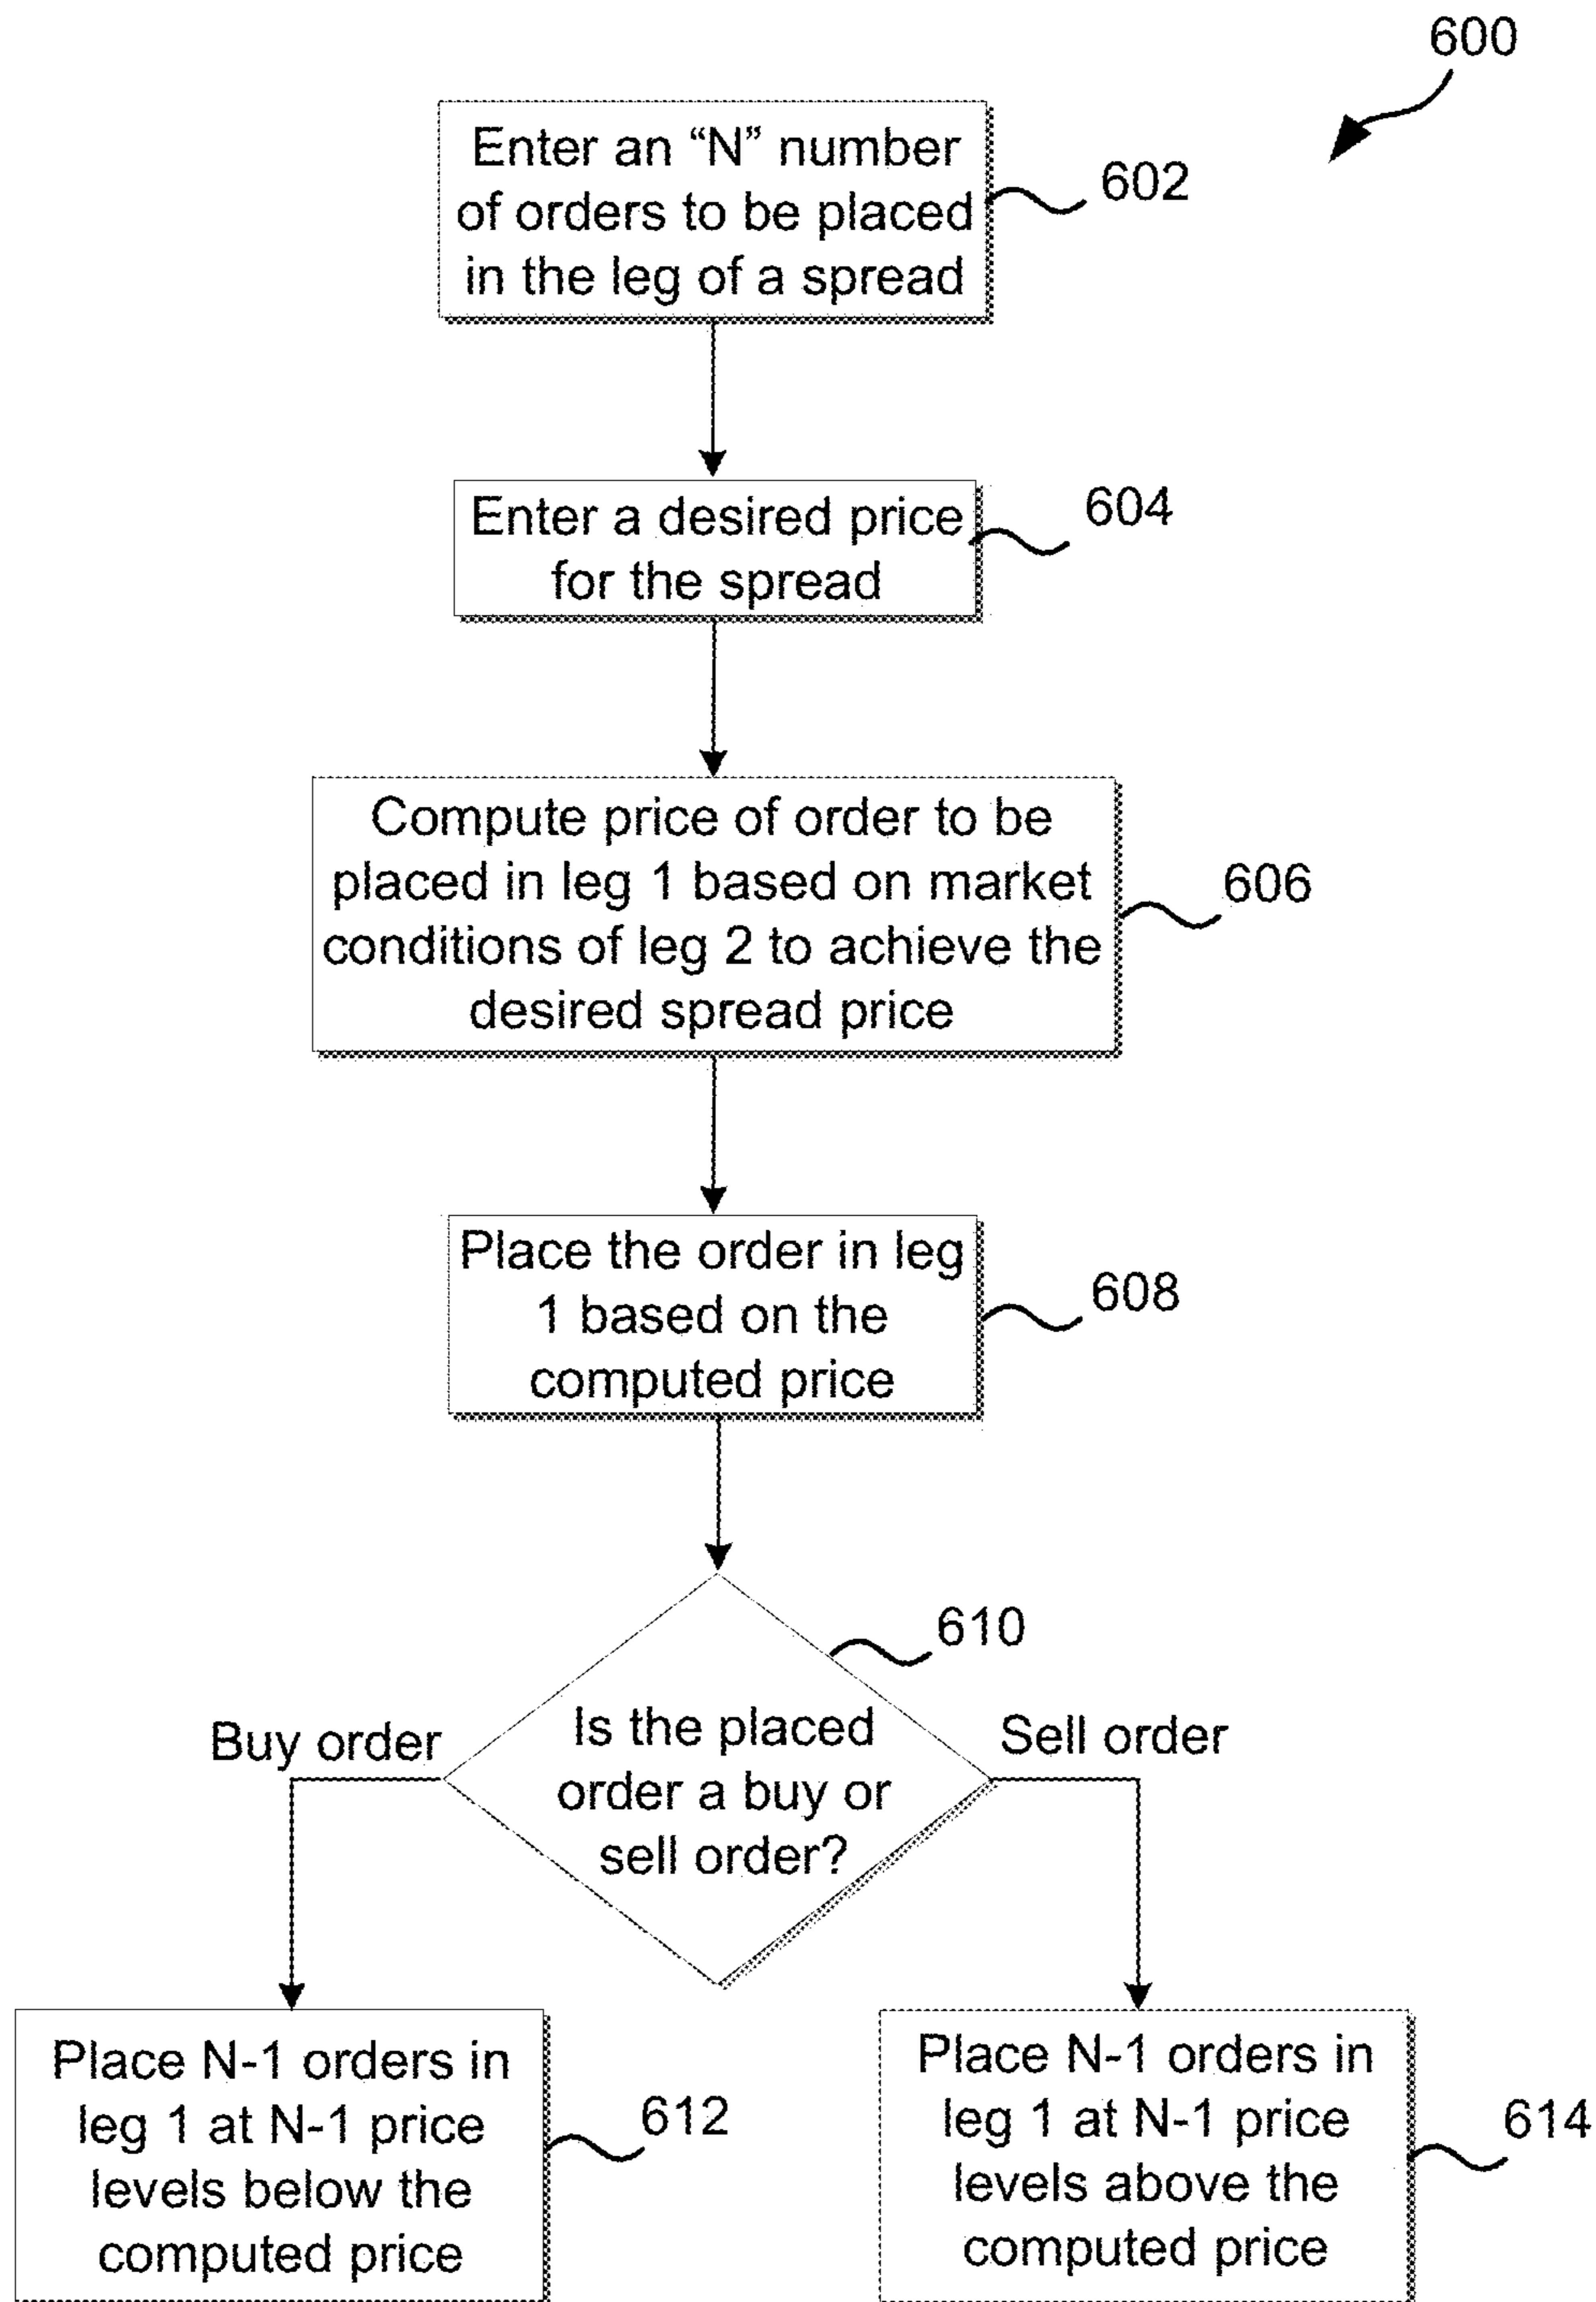 600
Enter an “N” number
of orders to be placed
in the leg of a spread
602
Enter a desired price
for the spread
604
Compute price of order to be
placed in leg 1 based on market
conditions of leg 2 to achieve the
desired spread price
606
Place the order in leg
1 based on the
computed price
608
610
Is the placed
order a buy or
sell order?
Buy order
Sell order
Place N-1 orders in
leg 1 at N-1 price
levels below the
computed price
612
Place N-1 orders in
leg 1 at N-1 price
levels above the
computed price
614